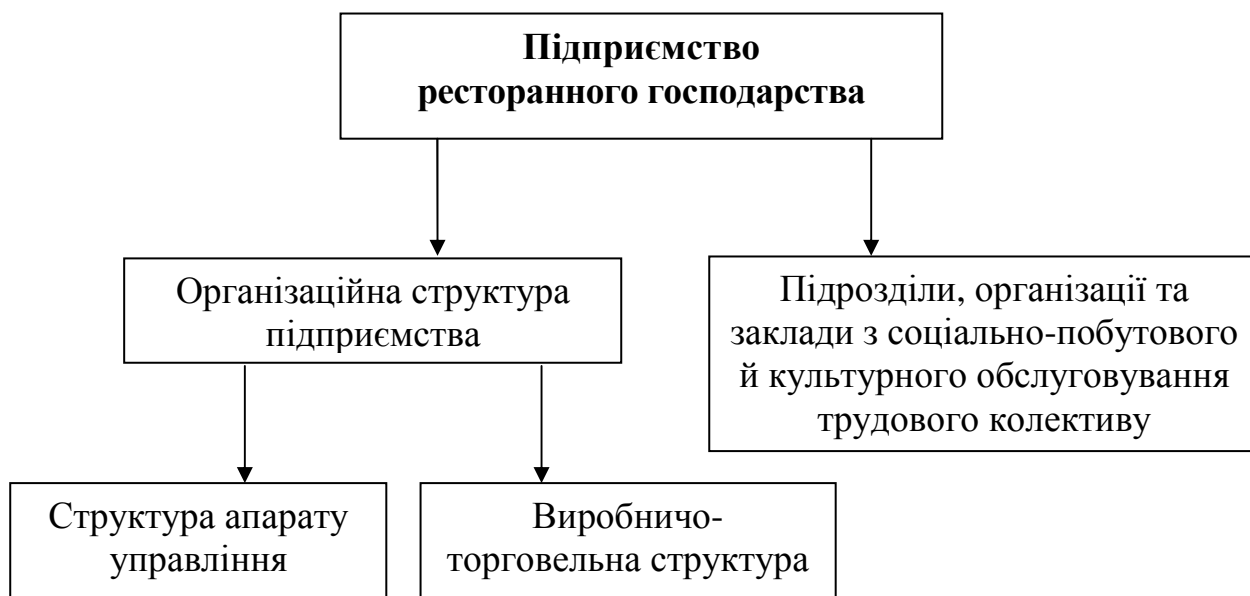 Підприємство
ресторанного господарства
Організаційна структура
підприємства
Підрозділи, організації та
заклади з соціально-побутового
й культурного обслуговування
трудового колективу
Структура апарату
управління
Виробничо-
торговельна структура